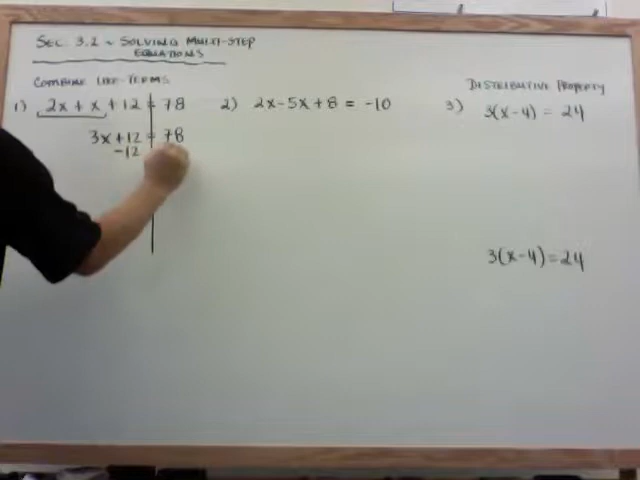 SEC. 3.2 ~ SOLVING MULTI-STEP
EQUATIONS
COMBINE LIKE-TERMS
1) 2x + x + 12 = 78
3x + 12 = 78
-12
2) 2x - 5x + 8 = -10
DISTRIBUTIVE PROPERTY
3) 3(x - 4) = 24
3(x - 4) = 24